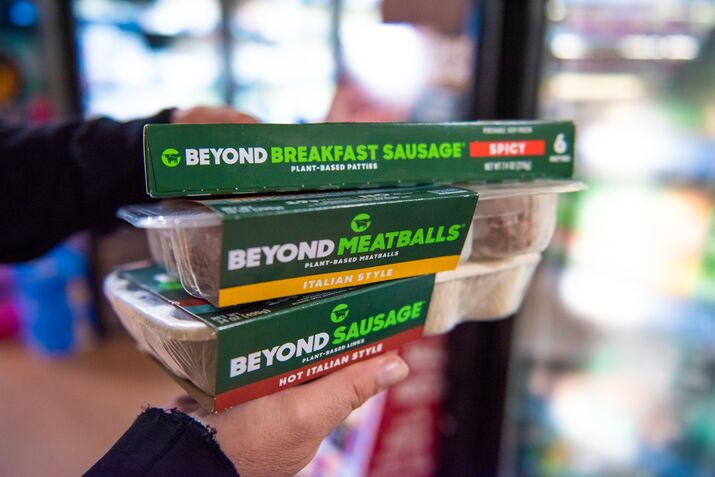 BEYOND BREAKFAST SAUSAGE®
PLANT-BASED PATTIES
SPICY
6
BEYOND MEATBALLS®
PLANT-BASED MEATBALLS
ITALIAN STYLE
BEYOND SAUSAGE®
PLANT-BASED LINKS
HOT ITALIAN STYLE